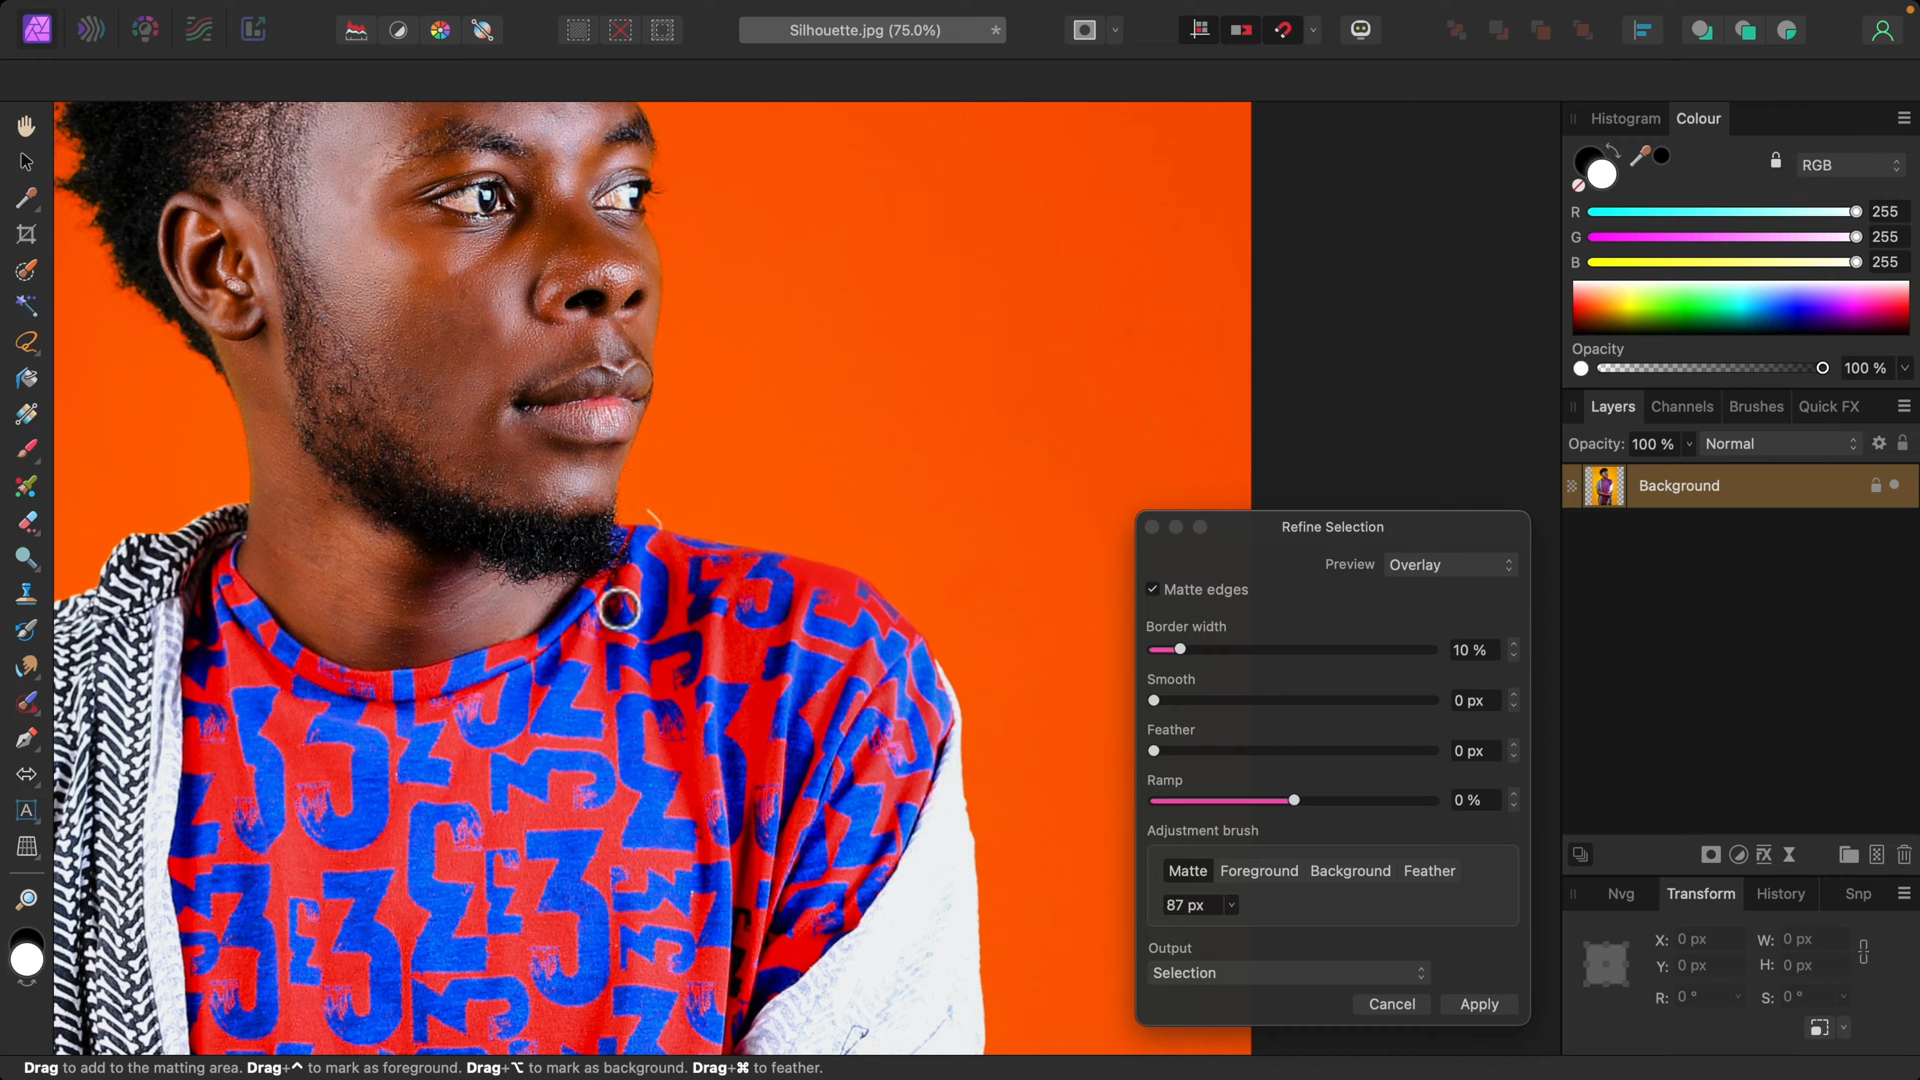 Silhouette.jpg (75.0%)
*
Histogram
Colour
RGB
R
255
G
255
B
255
Opacity
100 %
Layers
Channels
Brushes
Quick FX
Opacity:
100 %
Normal
Background
Refine Selection
Preview
Overlay
Matte edges
Border width
10 %
Smooth
0 px
Feather
0 px
Ramp
0 %
Adjustment brush
Matte
Foreground
Background
Feather
87 px
Output
Selection
Cancel
Apply
Nvg
Transform
History
Snp
X: 0 px
W: 0 px
Y: 0 px
H: 0 px
R: 0 °
S: 0 °
Drag to add to the matting area. Drag+⌃ to mark as foreground. Drag+⌥ to mark as background. Drag+⌘ to feather.